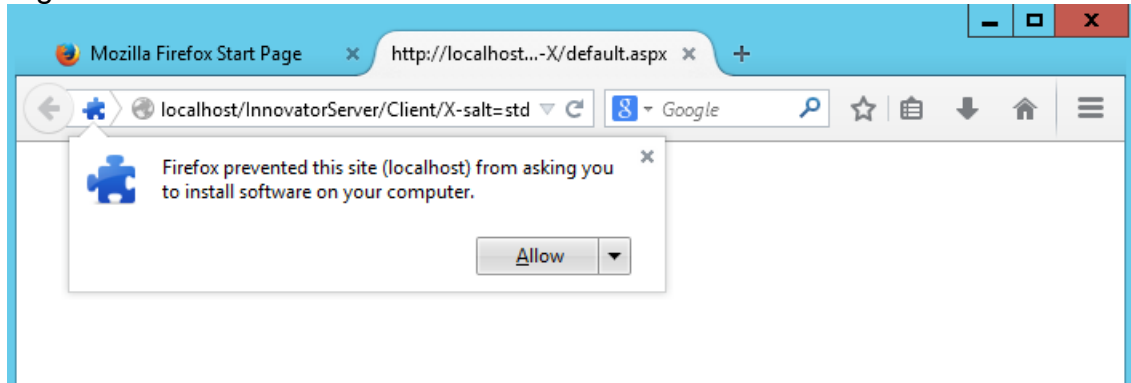 Mozilla Firefox Start Page × http://localhost...-X/default.aspx × +
localhost/InnovatorServer/Client/X-salt=std 8 Google
Firefox prevented this site (localhost) from asking you
to install software on your computer.
Allow